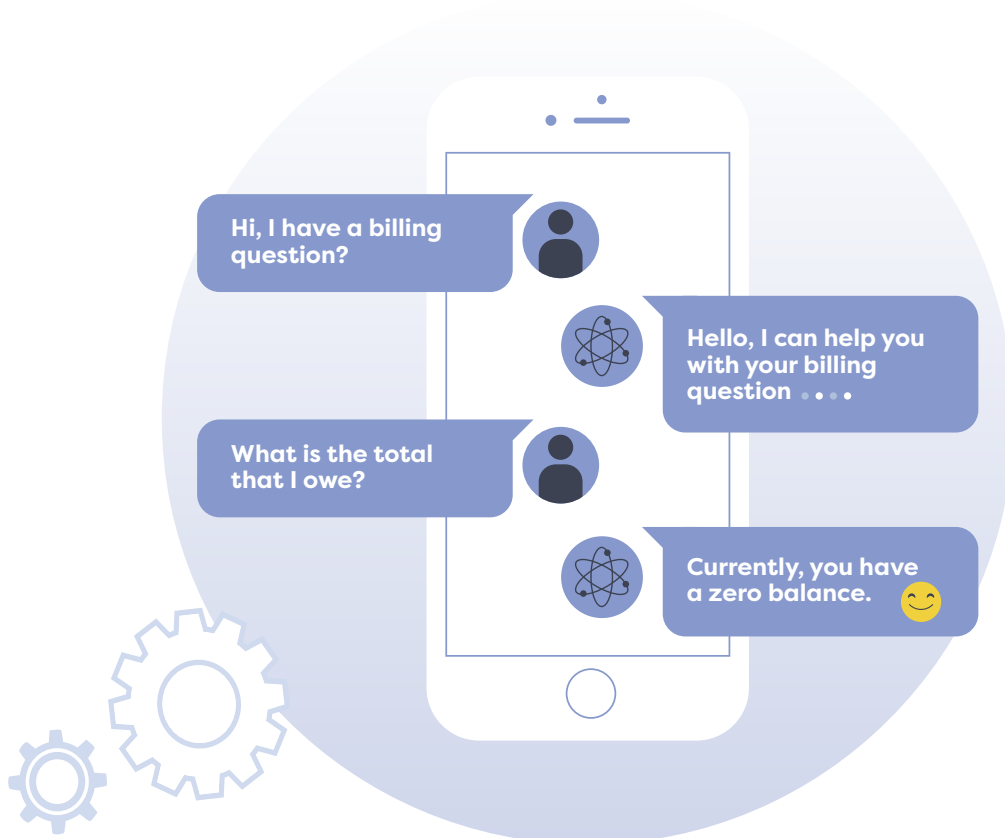 Hi, I have a billing
question?
Hello, I can help you
with your billing
question
What is the total
that I owe?
Currently, you have
a zero balance.